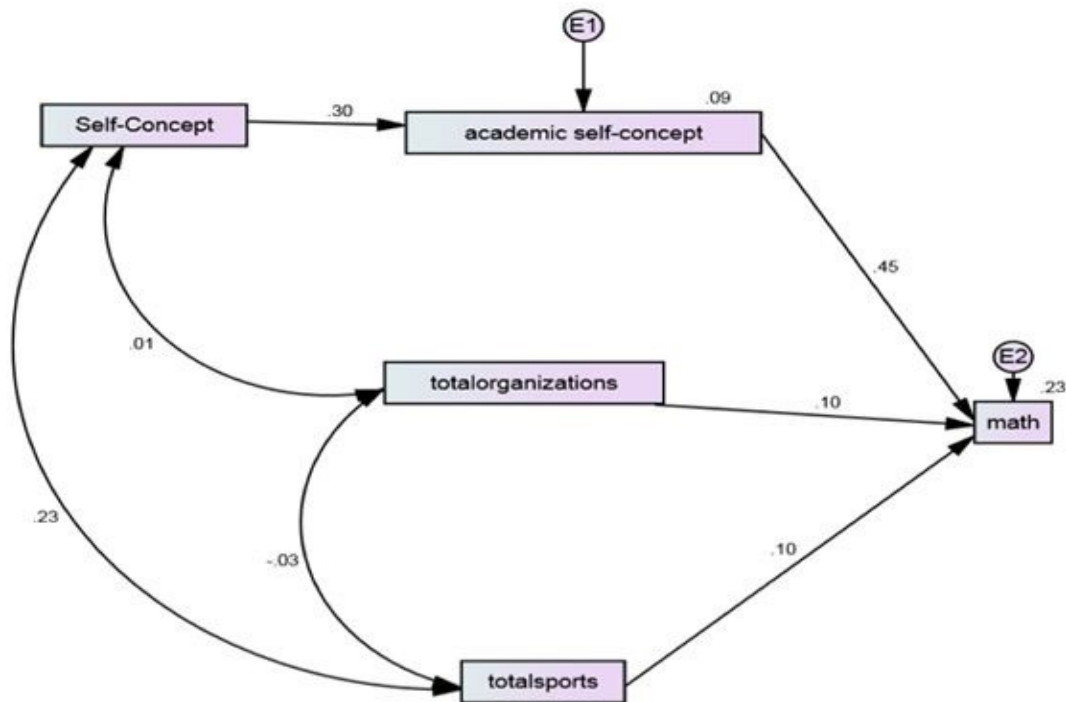 E1
.09
.30
Self-Concept
academic self-concept
.45
.01
E2
totalorganizations
.23
.10
math
.23
-.03
.10
totalsports